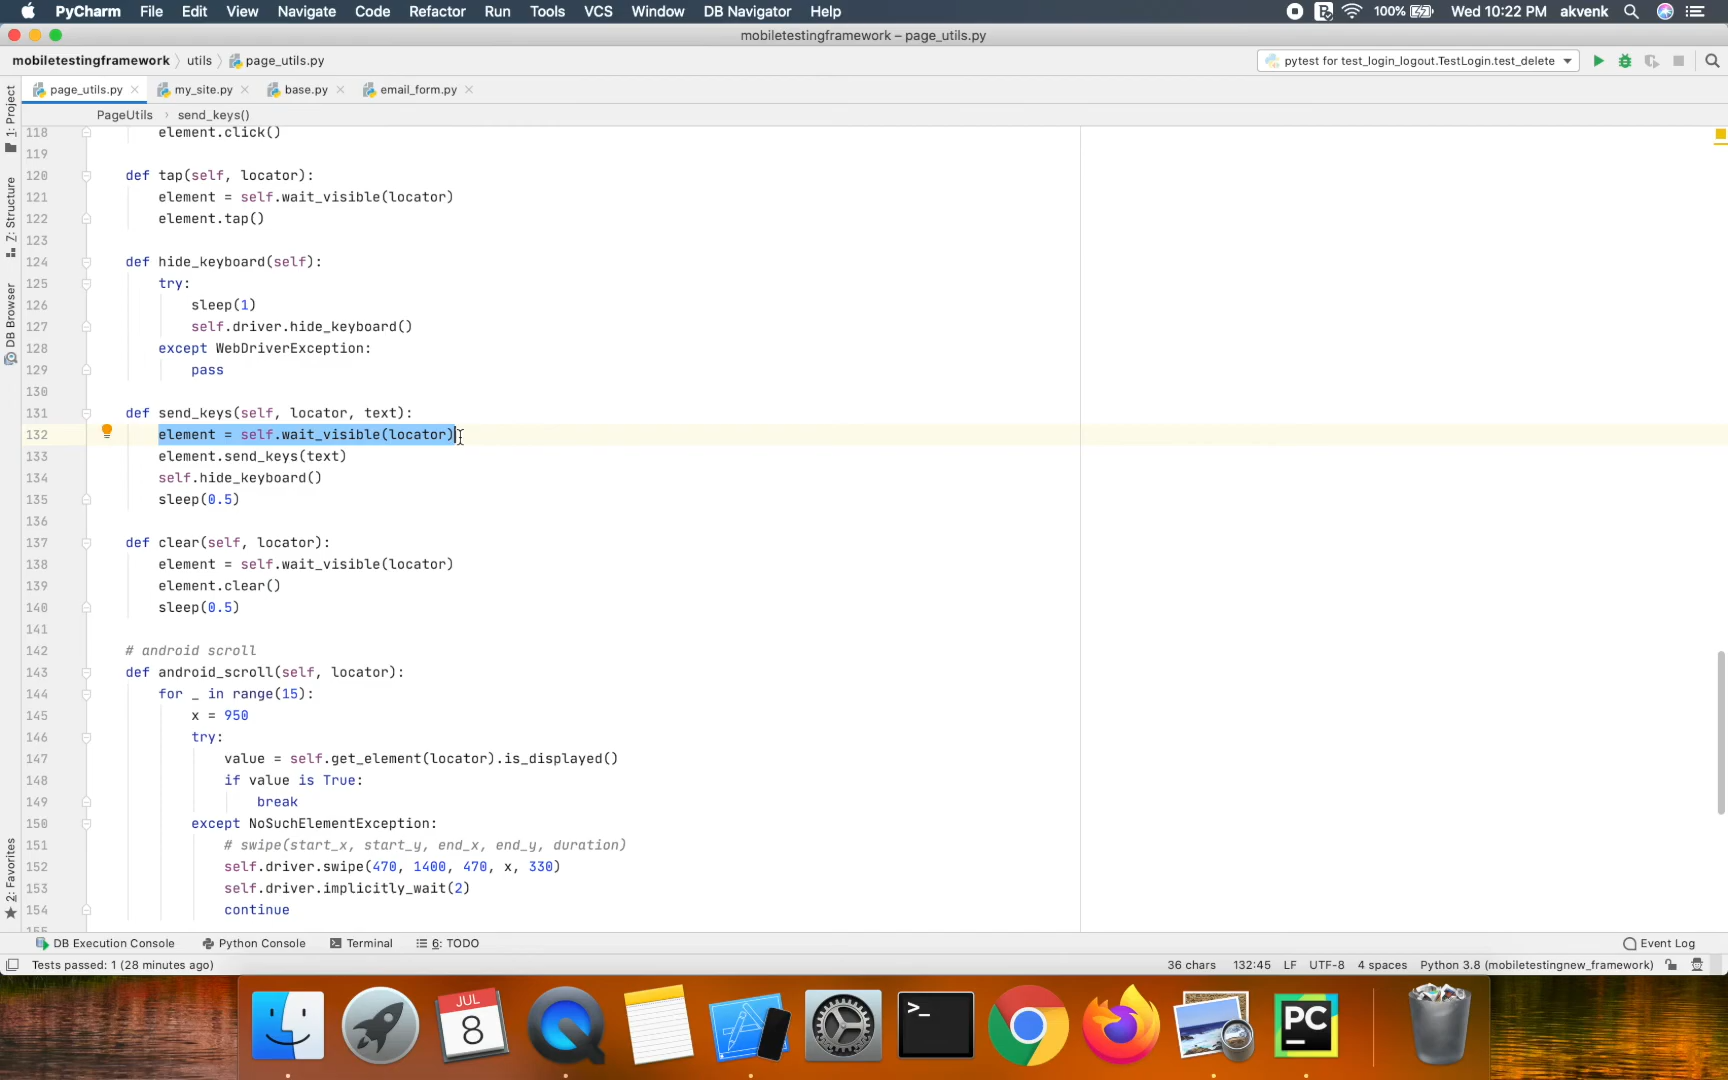 PyCharm File Edit View Navigate Code Refactor Run Tools VCS Window DB Navigator Help 100% Wed 10:22 PM akvenk
mobiletestingframework – page_utils.py
mobiletestingframework utils page_utils.py pytest for test_login_logout.TestLogin.test_delete
page_utils.py my_site.py base.py email_form.py
PageUtils send_keys()
1: Project
Z: Structure
DB Browser
2: Favorites
118 element.click()
119
120 def tap(self, locator):
121 element = self.wait_visible(locator)
122 element.tap()
123
124 def hide_keyboard(self):
125 try:
126 sleep(1)
127 self.driver.hide_keyboard()
128 except WebDriverException:
129 pass
130
131 def send_keys(self, locator, text):
132 element = self.wait_visible(locator)
133 element.send_keys(text)
134 self.hide_keyboard()
135 sleep(0.5)
136
137 def clear(self, locator):
138 element = self.wait_visible(locator)
139 element.clear()
140 sleep(0.5)
141
142 # android scroll
143 def android_scroll(self, locator):
144 for _ in range(15):
145 x = 950
146 try:
147 value = self.get_element(locator).is_displayed()
148 if value is True:
149 break
150 except NoSuchElementException:
151 # swipe(start_x, start_y, end_x, end_y, duration)
152 self.driver.swipe(470, 1400, 470, x, 330)
153 self.driver.implicitly_wait(2)
154 continue
155
DB Execution Console Python Console Terminal 6: TODO Event Log
Tests passed: 1 (28 minutes ago) 36 chars 132:45 LF UTF-8 4 spaces Python 3.8 (mobiletestingnew_framework)
JUL
8
>_
PC